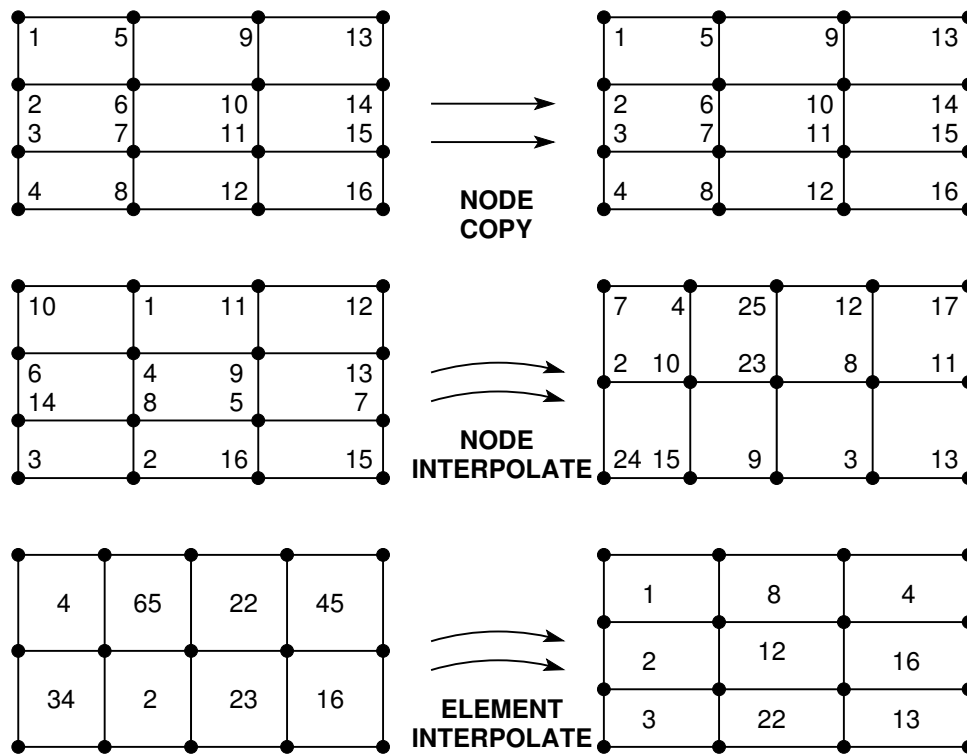 1 5 9 13 1 5 9 13
2 6 10 14 2 6 10 14
3 7 11 15 3 7 11 15
4 8 12 16 4 8 12 16
NODE
COPY
10 1 11 12 7 4 25 12 17
6 4 9 13 2 10 23 8 11
14 8 5 7
NODE
3 2 16 15 INTERPOLATE 24 15 9 3 13
4 65 22 45 1 8 4
2 12 16
34 2 23 16 ELEMENT 3 22 13
INTERPOLATE